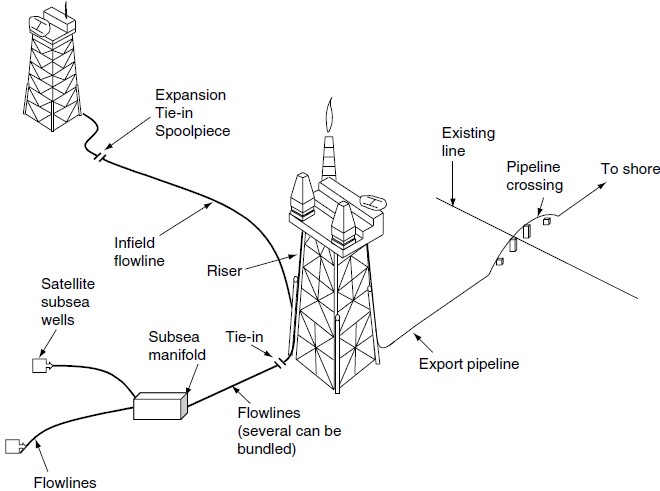 Expansion
Tie-in
Spoolpiece
Existing
line
Pipeline
crossing
To shore
Infield
flowline
Riser
Satellite
subsea
wells
Subsea
manifold
Tie-in
Export pipeline
Flowlines
(several can be
bundled)
Flowlines